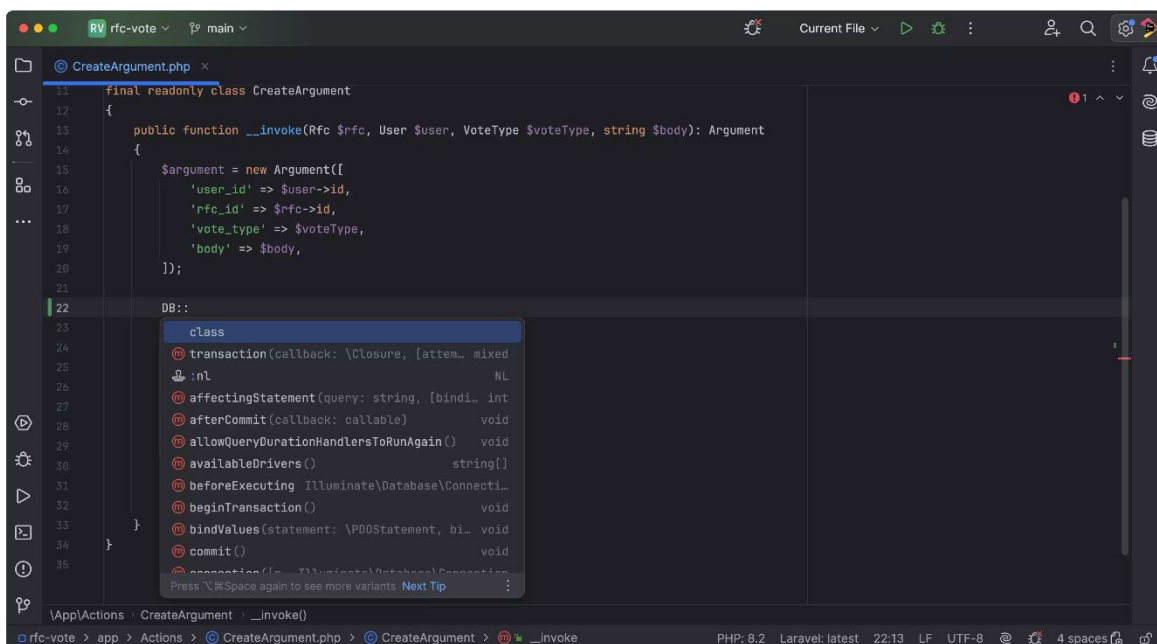 RV rfc-vote main Current File
CreateArgument.php
11 final readonly class CreateArgument
1
12 {
13 public function __invoke(Rfc $rfc, User $user, VoteType $voteType, string $body): Argument
14 {
15 $argument = new Argument([
16 'user_id' => $user->id,
17 'rfc_id' => $rfc->id,
18 'vote_type' => $voteType,
19 'body' => $body,
20 ]);
21
22 DB::
23 class
24 transaction(callback: \Closure, [attem… mixed
25 :nl NL
26 affectingStatement(query: string, [bindi… int
27
28 afterCommit(callback: callable) void
29 allowQueryDurationHandlersToRunAgain() void
30 availableDrivers() string[]
31 beforeExecuting Illuminate\Database\Connecti…
32 beginTransaction() void
33 } bindValues(statement: \PDOStatement, bi… void
34 } commit() void
35
Press ⌥⌘Space again to see more variants Next Tip
\App\Actions CreateArgument __invoke()
rfc-vote > app > Actions > CreateArgument.php > CreateArgument > __invoke PHP: 8.2 Laravel: latest 22:13 LF UTF-8 4 spaces